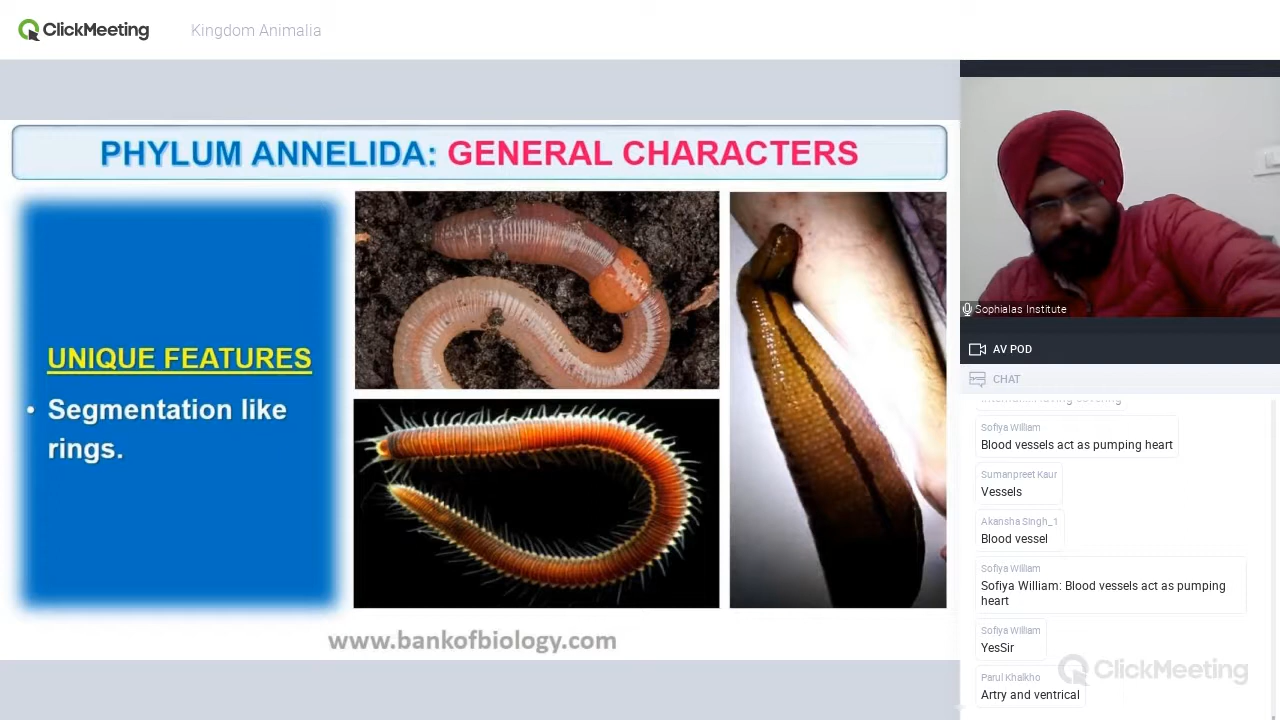 ClickMeeting
Kingdom Animalia
PHYLUM ANNELIDA: GENERAL CHARACTERS
UNIQUE FEATURES
• Segmentation like
rings.
www.bankofbiology.com
Sophialas Institute
AV POD
CHAT
Sofiya William
Blood vessels act as pumping heart
Sumanpreet Kaur
Vessels
Akansha Singh_1
Blood vessel
Sofiya William
Sofiya William: Blood vessels act as pumping
heart
Sofiya William
YesSir
Parul Khalkho
Artry and ventrical
ClickMeeting